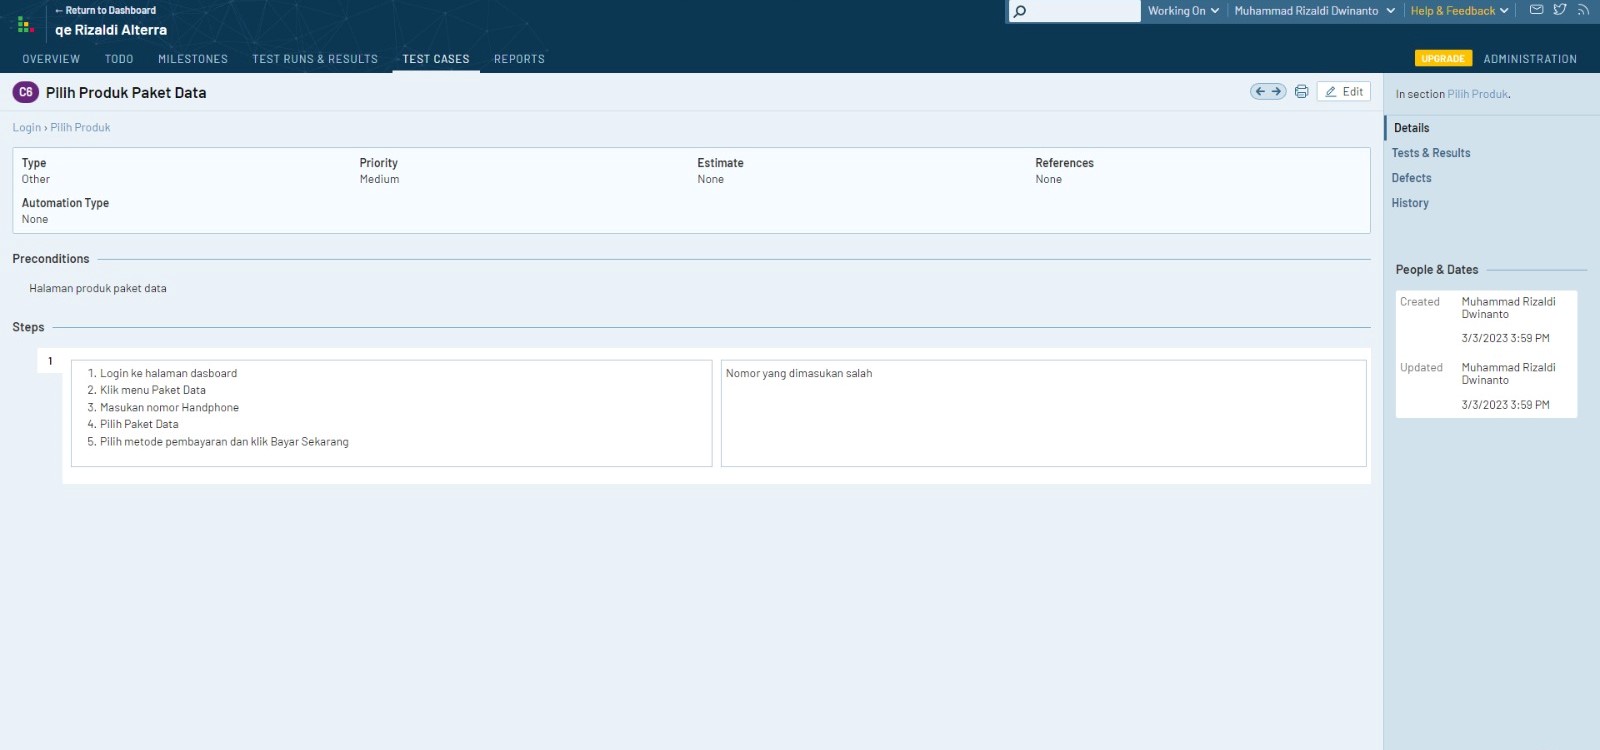 ← Return to Dashboard
qe Rizaldi Alterra
Working On
Muhammad Rizaldi Dwinanto
Help & Feedback
OVERVIEW TODO MILESTONES TEST RUNS & RESULTS TEST CASES REPORTS
UPGRADE ADMINISTRATION
C6 PIlih Produk Paket Data
Edit
Login › Pilih Produk
Type
Other
Priority
Medium
Estimate
None
References
None
Automation Type
None
Preconditions
Halaman produk paket data
Steps
1
1. Login ke halaman dasboard
2. Klik menu Paket Data
3. Masukan nomor Handphone
4. Pilih Paket Data
5. Pilih metode pembayaran dan klik Bayar Sekarang
Nomor yang dimasukan salah
In section Pilih Produk.
Details
Tests & Results
Defects
History
People & Dates
Created Muhammad Rizaldi
Dwinanto
3/3/2023 3:59 PM
Updated Muhammad Rizaldi
Dwinanto
3/3/2023 3:59 PM